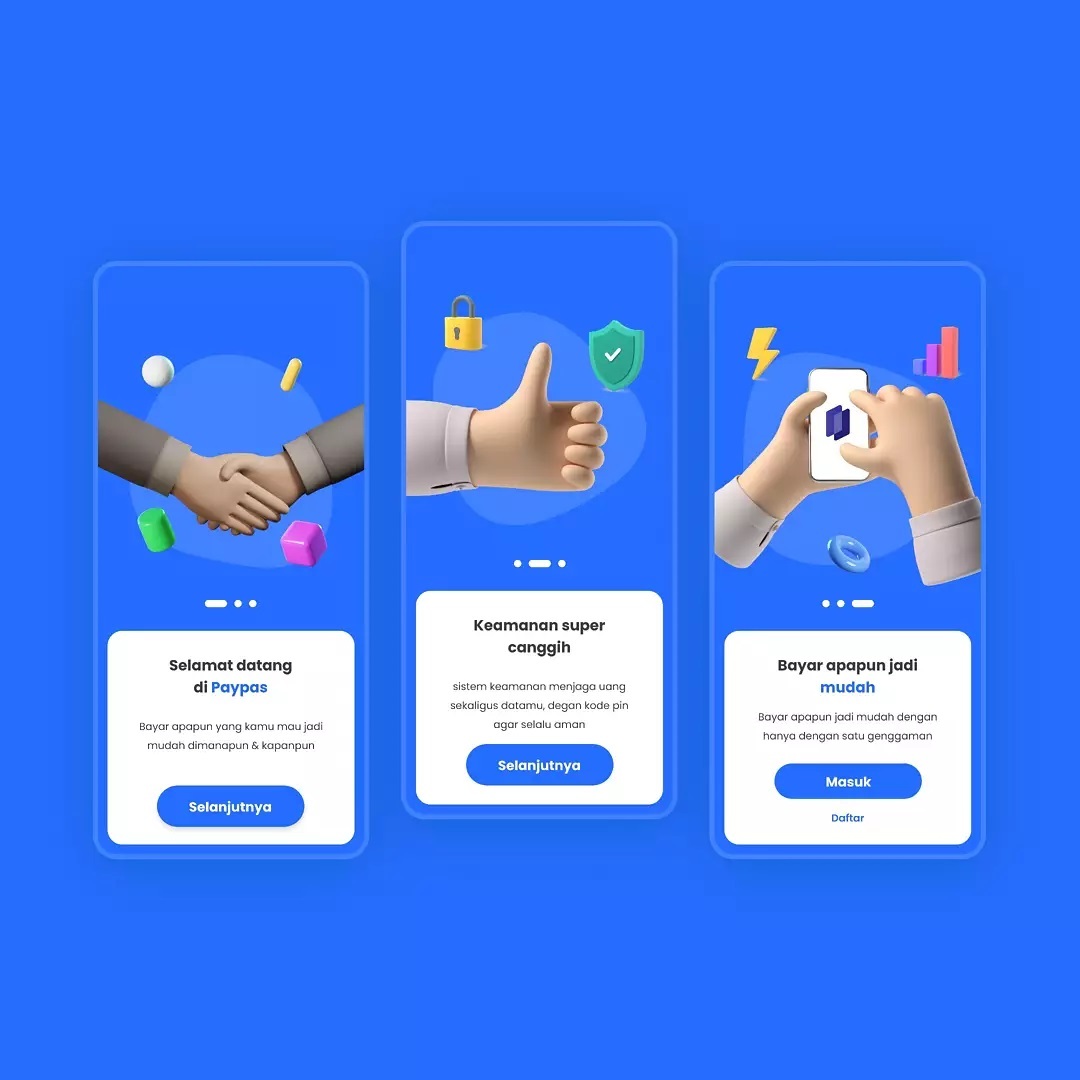 Selamat datang
di Paypas
Bayar apapun yang kamu mau jadi
mudah dimanapun & kapanpun
Selanjutnya
Keamanan super
canggih
sistem keamanan menjaga uang
sekaligus datamu, degan kode pin
agar selalu aman
Selanjutnya
Bayar apapun jadi
mudah
Bayar apapun jadi mudah dengan
hanya dengan satu genggaman
Masuk
Daftar